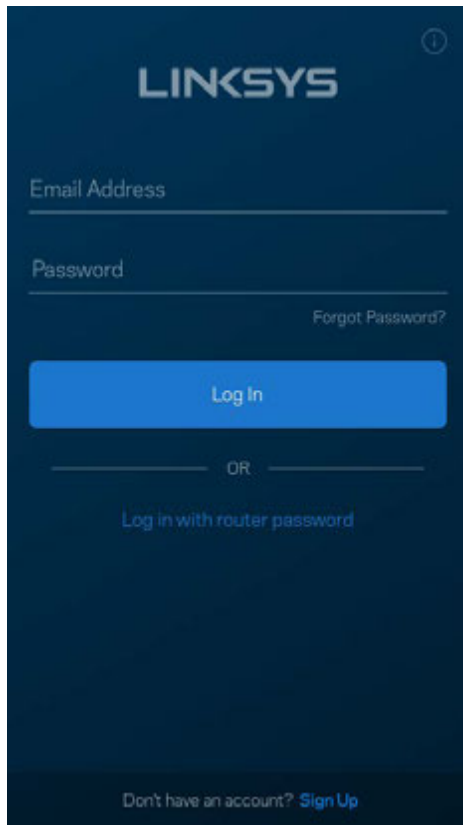 LINKSYS
Email Address
Password
Forgot Password?
Log In
OR
Log in with router password
Don't have an account? Sign Up